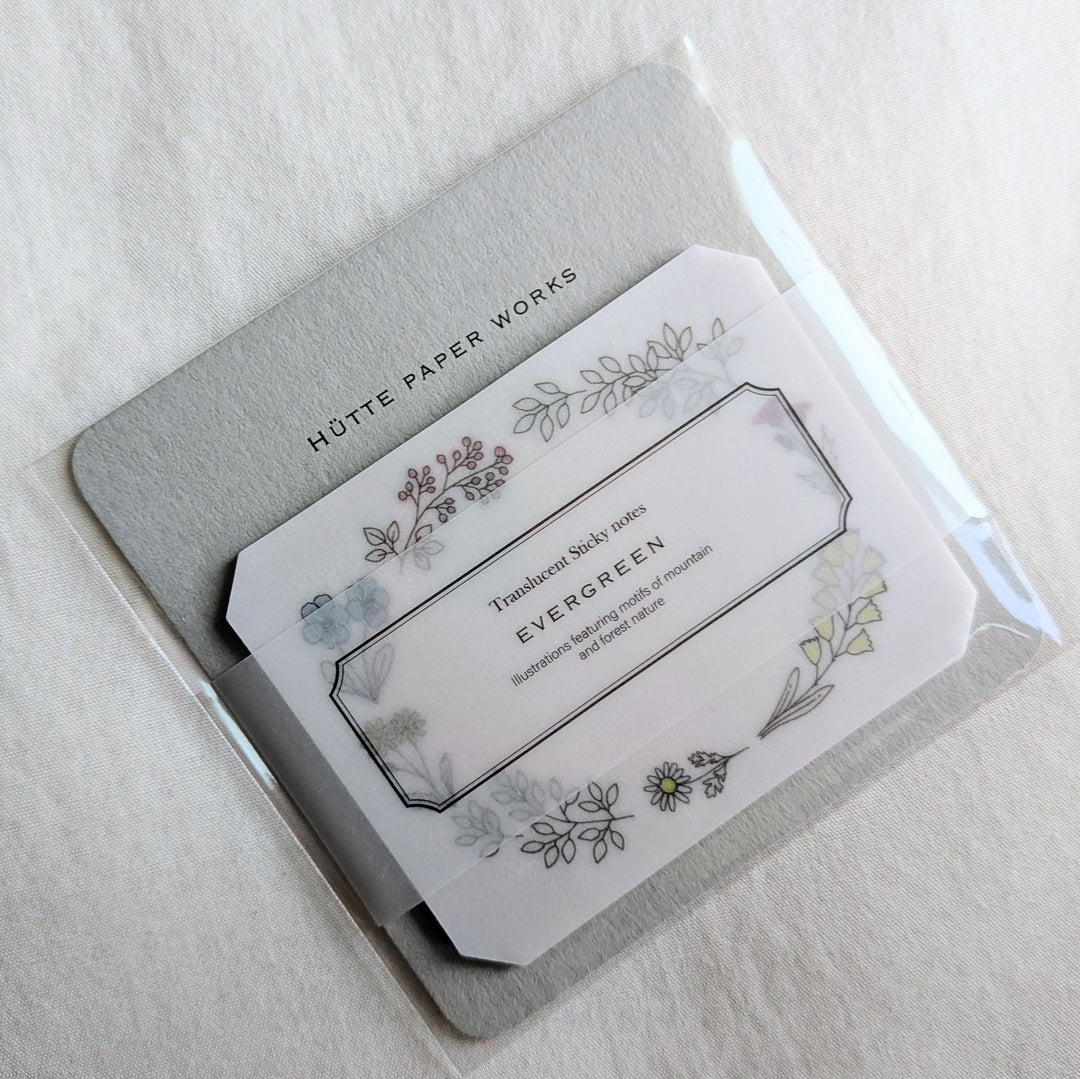 HÜTTE PAPER WORKS
Translucent Sticky notes
EVERGREEN
Illustrations featuring motifs of mountain
and forest nature